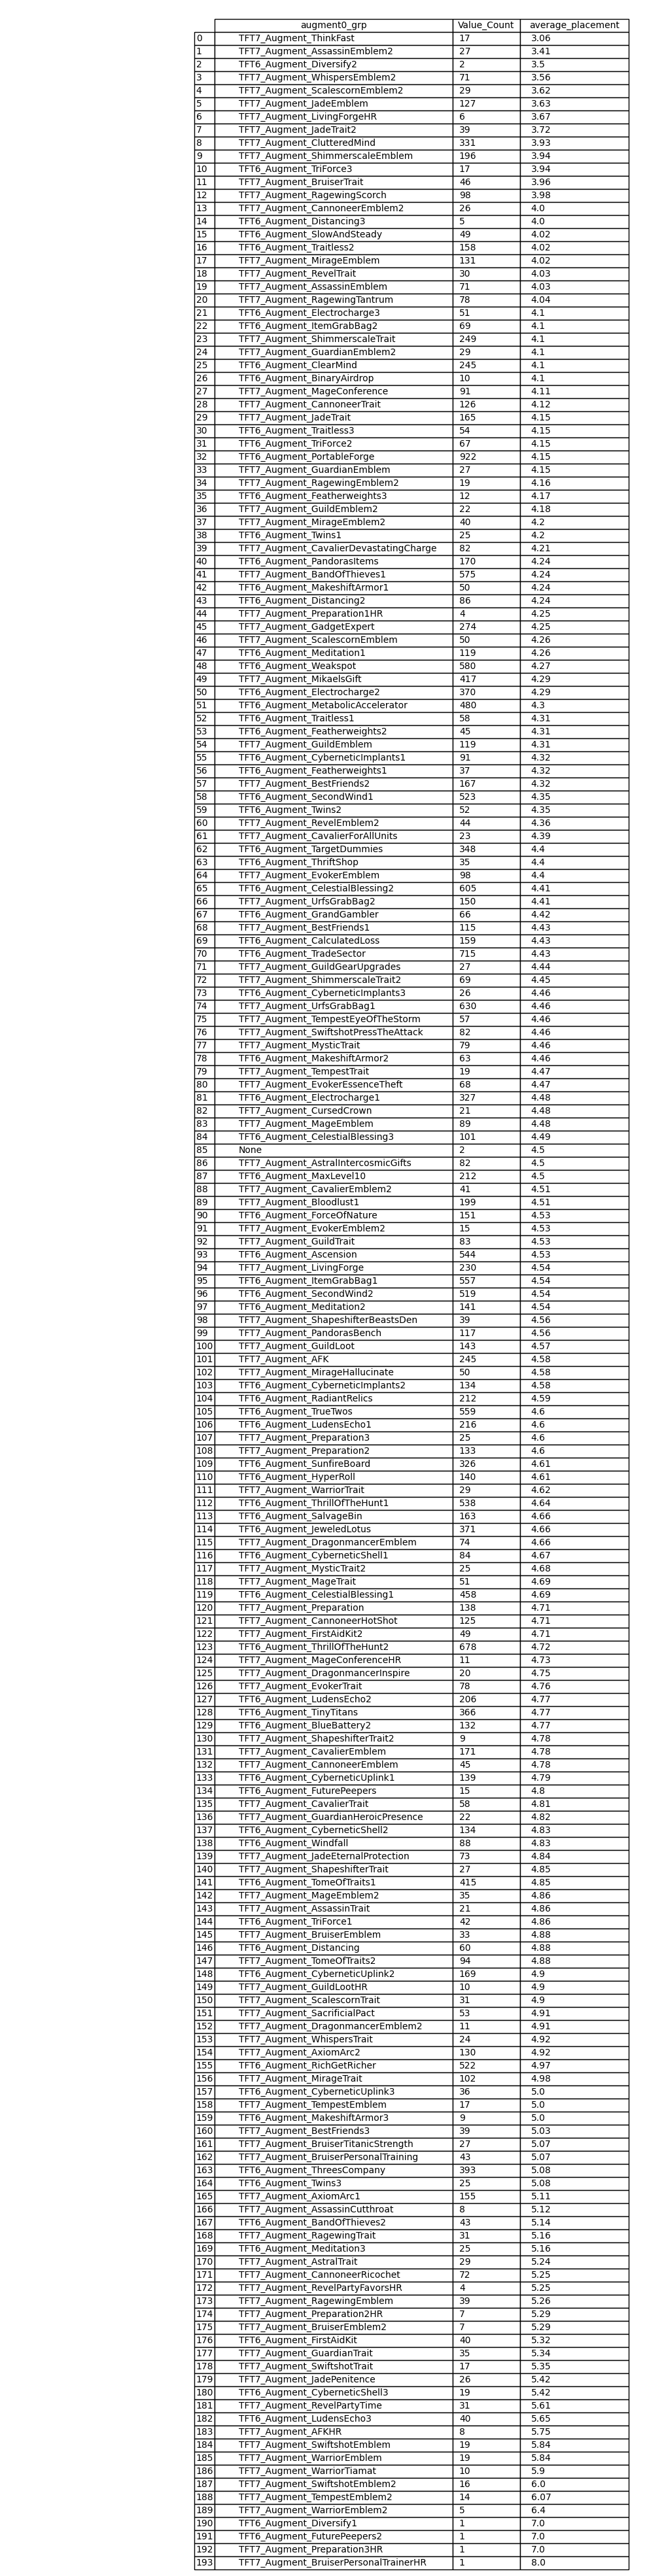 augment0_grp Value_Count average_placement
0 TFT7_Augment_ThinkFast 17 3.06
1 TFT7_Augment_AssassinEmblem2 27 3.41
2 TFT6_Augment_Diversify2 2 3.5
3 TFT7_Augment_WhispersEmblem2 71 3.56
4 TFT7_Augment_ScalescornEmblem2 29 3.62
5 TFT7_Augment_JadeEmblem 127 3.63
6 TFT7_Augment_LivingForgeHR 6 3.67
7 TFT7_Augment_JadeTrait2 39 3.72
8 TFT7_Augment_ClutteredMind 331 3.93
9 TFT7_Augment_ShimmerscaleEmblem 196 3.94
10 TFT6_Augment_TriForce3 17 3.94
11 TFT7_Augment_BruiserTrait 46 3.96
12 TFT7_Augment_RagewingScorch 98 3.98
13 TFT7_Augment_CannoneerEmblem2 26 4.0
14 TFT6_Augment_Distancing3 5 4.0
15 TFT6_Augment_SlowAndSteady 49 4.02
16 TFT6_Augment_Traitless2 158 4.02
17 TFT7_Augment_MirageEmblem 131 4.02
18 TFT7_Augment_RevelTrait 30 4.03
19 TFT7_Augment_AssassinEmblem 71 4.03
20 TFT7_Augment_RagewingTantrum 78 4.04
21 TFT6_Augment_Electrocharge3 51 4.1
22 TFT6_Augment_ItemGrabBag2 69 4.1
23 TFT7_Augment_ShimmerscaleTrait 249 4.1
24 TFT7_Augment_GuardianEmblem2 29 4.1
25 TFT6_Augment_ClearMind 245 4.1
26 TFT6_Augment_BinaryAirdrop 10 4.1
27 TFT7_Augment_MageConference 91 4.11
28 TFT7_Augment_CannoneerTrait 126 4.12
29 TFT7_Augment_JadeTrait 165 4.15
30 TFT6_Augment_Traitless3 54 4.15
31 TFT6_Augment_TriForce2 67 4.15
32 TFT6_Augment_PortableForge 922 4.15
33 TFT7_Augment_GuardianEmblem 27 4.15
34 TFT7_Augment_RagewingEmblem2 19 4.16
35 TFT6_Augment_Featherweights3 12 4.17
36 TFT7_Augment_GuildEmblem2 22 4.18
37 TFT7_Augment_MirageEmblem2 40 4.2
38 TFT6_Augment_Twins1 25 4.2
39 TFT7_Augment_CavalierDevastatingCharge 82 4.21
40 TFT6_Augment_PandorasItems 170 4.24
41 TFT7_Augment_BandOfThieves1 575 4.24
42 TFT6_Augment_MakeshiftArmor1 50 4.24
43 TFT6_Augment_Distancing2 86 4.24
44 TFT7_Augment_Preparation1HR 4 4.25
45 TFT7_Augment_GadgetExpert 274 4.25
46 TFT7_Augment_ScalescornEmblem 50 4.26
47 TFT6_Augment_Meditation1 119 4.26
48 TFT6_Augment_Weakspot 580 4.27
49 TFT7_Augment_MikaelsGift 417 4.29
50 TFT6_Augment_Electrocharge2 370 4.29
51 TFT6_Augment_MetabolicAccelerator 480 4.3
52 TFT6_Augment_Traitless1 58 4.31
53 TFT6_Augment_Featherweights2 45 4.31
54 TFT7_Augment_GuildEmblem 119 4.31
55 TFT6_Augment_CyberneticImplants1 91 4.32
56 TFT6_Augment_Featherweights1 37 4.32
57 TFT7_Augment_BestFriends2 167 4.32
58 TFT6_Augment_SecondWind1 523 4.35
59 TFT6_Augment_Twins2 52 4.35
60 TFT7_Augment_RevelEmblem2 44 4.36
61 TFT7_Augment_CavalierForAllUnits 23 4.39
62 TFT6_Augment_TargetDummies 348 4.4
63 TFT6_Augment_ThriftShop 35 4.4
64 TFT7_Augment_EvokerEmblem 98 4.4
65 TFT6_Augment_CelestialBlessing2 605 4.41
66 TFT7_Augment_UrfsGrabBag2 150 4.41
67 TFT6_Augment_GrandGambler 66 4.42
68 TFT7_Augment_BestFriends1 115 4.43
69 TFT6_Augment_CalculatedLoss 159 4.43
70 TFT6_Augment_TradeSector 715 4.43
71 TFT7_Augment_GuildGearUpgrades 27 4.44
72 TFT7_Augment_ShimmerscaleTrait2 69 4.45
73 TFT6_Augment_CyberneticImplants3 26 4.46
74 TFT7_Augment_UrfsGrabBag1 630 4.46
75 TFT7_Augment_TempestEyeOfTheStorm 57 4.46
76 TFT7_Augment_SwiftshotPressTheAttack 82 4.46
77 TFT7_Augment_MysticTrait 79 4.46
78 TFT6_Augment_MakeshiftArmor2 63 4.46
79 TFT7_Augment_TempestTrait 19 4.47
80 TFT7_Augment_EvokerEssenceTheft 68 4.47
81 TFT6_Augment_Electrocharge1 327 4.48
82 TFT7_Augment_CursedCrown 21 4.48
83 TFT7_Augment_MageEmblem 89 4.48
84 TFT6_Augment_CelestialBlessing3 101 4.49
85 None 2 4.5
86 TFT7_Augment_AstralIntercosmicGifts 82 4.5
87 TFT6_Augment_MaxLevel10 212 4.5
88 TFT7_Augment_CavalierEmblem2 41 4.51
89 TFT7_Augment_Bloodlust1 199 4.51
90 TFT6_Augment_ForceOfNature 151 4.53
91 TFT7_Augment_EvokerEmblem2 15 4.53
92 TFT7_Augment_GuildTrait 83 4.53
93 TFT6_Augment_Ascension 544 4.53
94 TFT7_Augment_LivingForge 230 4.54
95 TFT6_Augment_ItemGrabBag1 557 4.54
96 TFT6_Augment_SecondWind2 519 4.54
97 TFT6_Augment_Meditation2 141 4.54
98 TFT7_Augment_ShapeshifterBeastsDen 39 4.56
99 TFT7_Augment_PandorasBench 117 4.56
100 TFT7_Augment_GuildLoot 143 4.57
101 TFT7_Augment_AFK 245 4.58
102 TFT7_Augment_MirageHallucinate 50 4.58
103 TFT6_Augment_CyberneticImplants2 134 4.58
104 TFT6_Augment_RadiantRelics 212 4.59
105 TFT6_Augment_TrueTwos 559 4.6
106 TFT6_Augment_LudensEcho1 216 4.6
107 TFT7_Augment_Preparation3 25 4.6
108 TFT7_Augment_Preparation2 133 4.6
109 TFT6_Augment_SunfireBoard 326 4.61
110 TFT6_Augment_HyperRoll 140 4.61
111 TFT7_Augment_WarriorTrait 29 4.62
112 TFT6_Augment_ThrillOfTheHunt1 538 4.64
113 TFT6_Augment_SalvageBin 163 4.66
114 TFT6_Augment_JeweledLotus 371 4.66
115 TFT7_Augment_DragonmancerEmblem 74 4.66
116 TFT6_Augment_CyberneticShell1 84 4.67
117 TFT7_Augment_MysticTrait2 25 4.68
118 TFT7_Augment_MageTrait 51 4.69
119 TFT6_Augment_CelestialBlessing1 458 4.69
120 TFT7_Augment_Preparation 138 4.71
121 TFT7_Augment_CannoneerHotShot 125 4.71
122 TFT7_Augment_FirstAidKit2 49 4.71
123 TFT6_Augment_ThrillOfTheHunt2 678 4.72
124 TFT7_Augment_MageConferenceHR 11 4.73
125 TFT7_Augment_DragonmancerInspire 20 4.75
126 TFT7_Augment_EvokerTrait 78 4.76
127 TFT6_Augment_LudensEcho2 206 4.77
128 TFT6_Augment_TinyTitans 366 4.77
129 TFT6_Augment_BlueBattery2 132 4.77
130 TFT7_Augment_ShapeshifterTrait2 9 4.78
131 TFT7_Augment_CavalierEmblem 171 4.78
132 TFT7_Augment_CannoneerEmblem 45 4.78
133 TFT6_Augment_CyberneticUplink1 139 4.79
134 TFT6_Augment_FuturePeepers 15 4.8
135 TFT7_Augment_CavalierTrait 58 4.81
136 TFT7_Augment_GuardianHeroicPresence 22 4.82
137 TFT6_Augment_CyberneticShell2 134 4.83
138 TFT6_Augment_Windfall 88 4.83
139 TFT7_Augment_JadeEternalProtection 73 4.84
140 TFT7_Augment_ShapeshifterTrait 27 4.85
141 TFT6_Augment_TomeOfTraits1 415 4.85
142 TFT7_Augment_MageEmblem2 35 4.86
143 TFT7_Augment_AssassinTrait 21 4.86
144 TFT6_Augment_TriForce1 42 4.86
145 TFT7_Augment_BruiserEmblem 33 4.88
146 TFT6_Augment_Distancing 60 4.88
147 TFT7_Augment_TomeOfTraits2 94 4.88
148 TFT6_Augment_CyberneticUplink2 169 4.9
149 TFT7_Augment_GuildLootHR 10 4.9
150 TFT7_Augment_ScalescornTrait 31 4.9
151 TFT7_Augment_SacrificialPact 53 4.91
152 TFT7_Augment_DragonmancerEmblem2 11 4.91
153 TFT7_Augment_WhispersTrait 24 4.92
154 TFT7_Augment_AxiomArc2 130 4.92
155 TFT6_Augment_RichGetRicher 522 4.97
156 TFT7_Augment_MirageTrait 102 4.98
157 TFT6_Augment_CyberneticUplink3 36 5.0
158 TFT7_Augment_TempestEmblem 17 5.0
159 TFT6_Augment_MakeshiftArmor3 9 5.0
160 TFT7_Augment_BestFriends3 39 5.03
161 TFT7_Augment_BruiserTitanicStrength 27 5.07
162 TFT7_Augment_BruiserPersonalTraining 43 5.07
163 TFT6_Augment_ThreesCompany 393 5.08
164 TFT6_Augment_Twins3 25 5.08
165 TFT7_Augment_AxiomArc1 155 5.11
166 TFT7_Augment_AssassinCutthroat 8 5.12
167 TFT6_Augment_BandOfThieves2 43 5.14
168 TFT7_Augment_RagewingTrait 31 5.16
169 TFT6_Augment_Meditation3 25 5.16
170 TFT7_Augment_AstralTrait 29 5.24
171 TFT7_Augment_CannoneerRicochet 72 5.25
172 TFT7_Augment_RevelPartyFavorsHR 4 5.25
173 TFT7_Augment_RagewingEmblem 39 5.26
174 TFT7_Augment_Preparation2HR 7 5.29
175 TFT7_Augment_BruiserEmblem2 7 5.29
176 TFT6_Augment_FirstAidKit 40 5.32
177 TFT7_Augment_GuardianTrait 35 5.34
178 TFT7_Augment_SwiftshotTrait 17 5.35
179 TFT7_Augment_JadePenitence 26 5.42
180 TFT6_Augment_CyberneticShell3 19 5.42
181 TFT7_Augment_RevelPartyTime 31 5.61
182 TFT6_Augment_LudensEcho3 40 5.65
183 TFT7_Augment_AFKHR 8 5.75
184 TFT7_Augment_SwiftshotEmblem 19 5.84
185 TFT7_Augment_WarriorEmblem 19 5.84
186 TFT7_Augment_WarriorTiamat 10 5.9
187 TFT7_Augment_SwiftshotEmblem2 16 6.0
188 TFT7_Augment_TempestEmblem2 14 6.07
189 TFT7_Augment_WarriorEmblem2 5 6.4
190 TFT6_Augment_Diversify1 1 7.0
191 TFT6_Augment_FuturePeepers2 1 7.0
192 TFT7_Augment_Preparation3HR 1 7.0
193 TFT7_Augment_BruiserPersonalTrainerHR 1 8.0